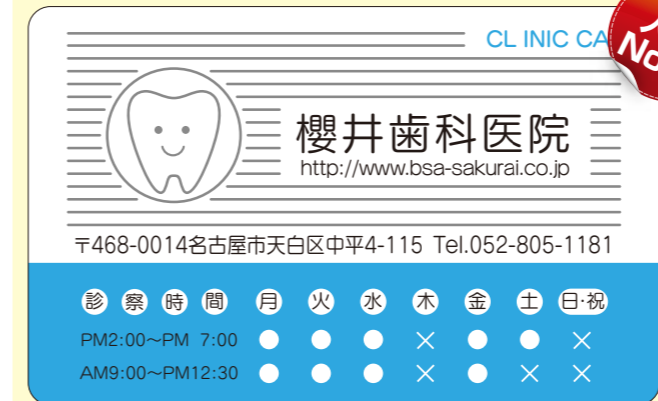 CL INIC CA
No
櫻井歯科医院
http://www.bsa-sakurai.co.jp
〒468-0014名古屋市天白区中平4-115 Tel.052-805-1181
診 察 時 間 月 火 水 木 金 土 日・祝
PM2:00～PM 7:00 ● ● ● × ● ● ×
AM9:00～PM12:30 ● ● ● × ● × ×